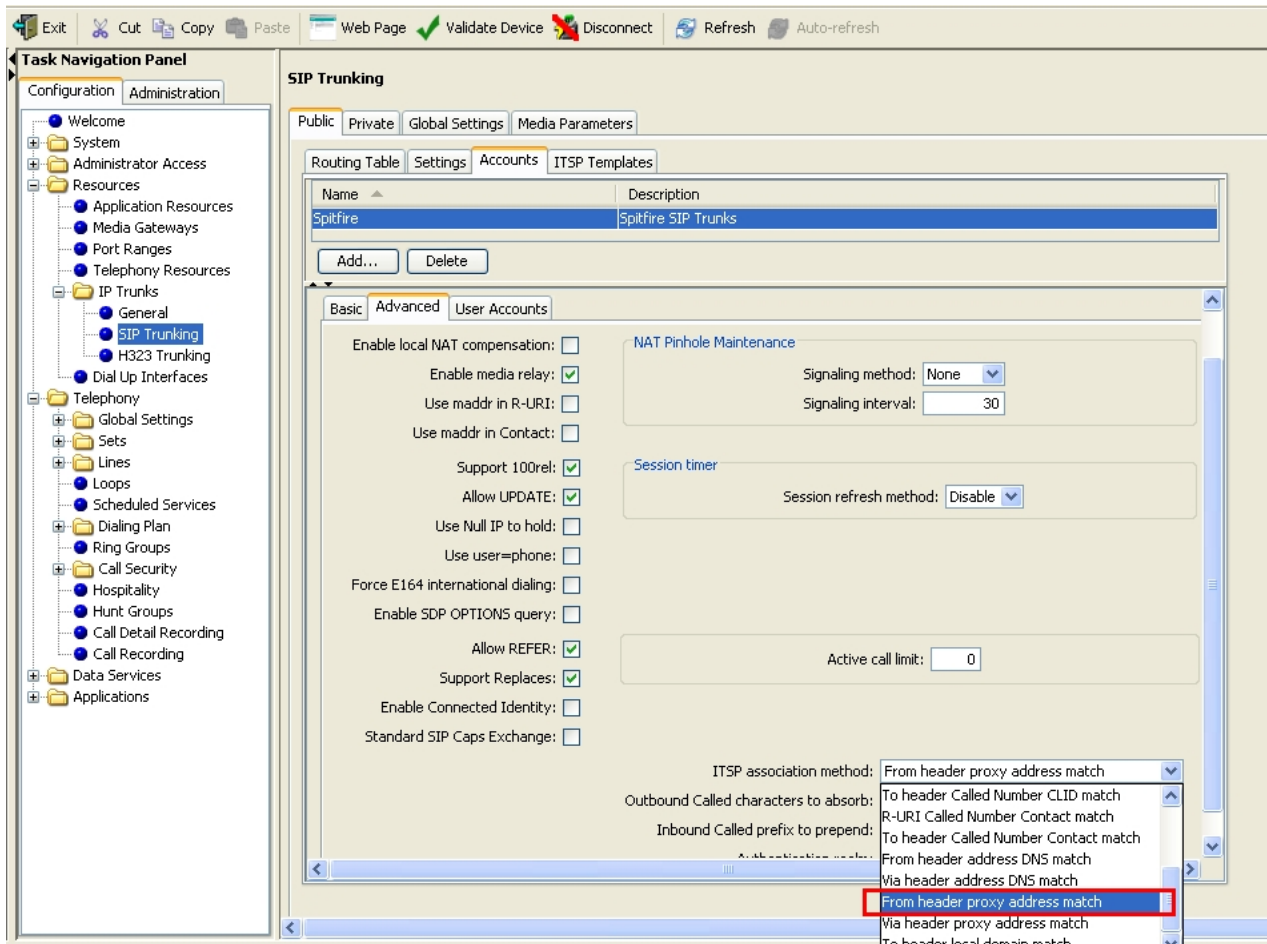 Exit Cut Copy Paste Web Page Validate Device Disconnect Refresh Auto-refresh
Task Navigation Panel
Configuration Administration
Welcome
System
Administrator Access
Resources
Application Resources
Media Gateways
Port Ranges
Telephony Resources
IP Trunks
General
SIP Trunking
H323 Trunking
Dial Up Interfaces
Telephony
Global Settings
Sets
Lines
Loops
Scheduled Services
Dialing Plan
Ring Groups
Call Security
Hospitality
Hunt Groups
Call Detail Recording
Call Recording
Data Services
Applications
SIP Trunking
Public Private Global Settings Media Parameters
Routing Table Settings Accounts ITSP Templates
Name Description
Spitfire Spitfire SIP Trunks
Add... Delete
Basic Advanced User Accounts
Enable local NAT compensation:
Enable media relay:
Use maddr in R-URI:
Use maddr in Contact:
Support 100rel:
Allow UPDATE:
Use Null IP to hold:
Use user=phone:
Force E164 international dialing:
Enable SDP OPTIONS query:
Allow REFER:
Support Replaces:
Enable Connected Identity:
Standard SIP Caps Exchange:
NAT Pinhole Maintenance
Signaling method: None
Signaling interval: 30
Session timer
Session refresh method: Disable
Active call limit: 0
ITSP association method: From header proxy address match
Outbound Called characters to absorb:
Inbound Called prefix to prepend:
To header Called Number CLID match
R-URI Called Number Contact match
To header Called Number Contact match
From header address DNS match
Via header address DNS match
From header proxy address match
Via header proxy address match
To header local domain match